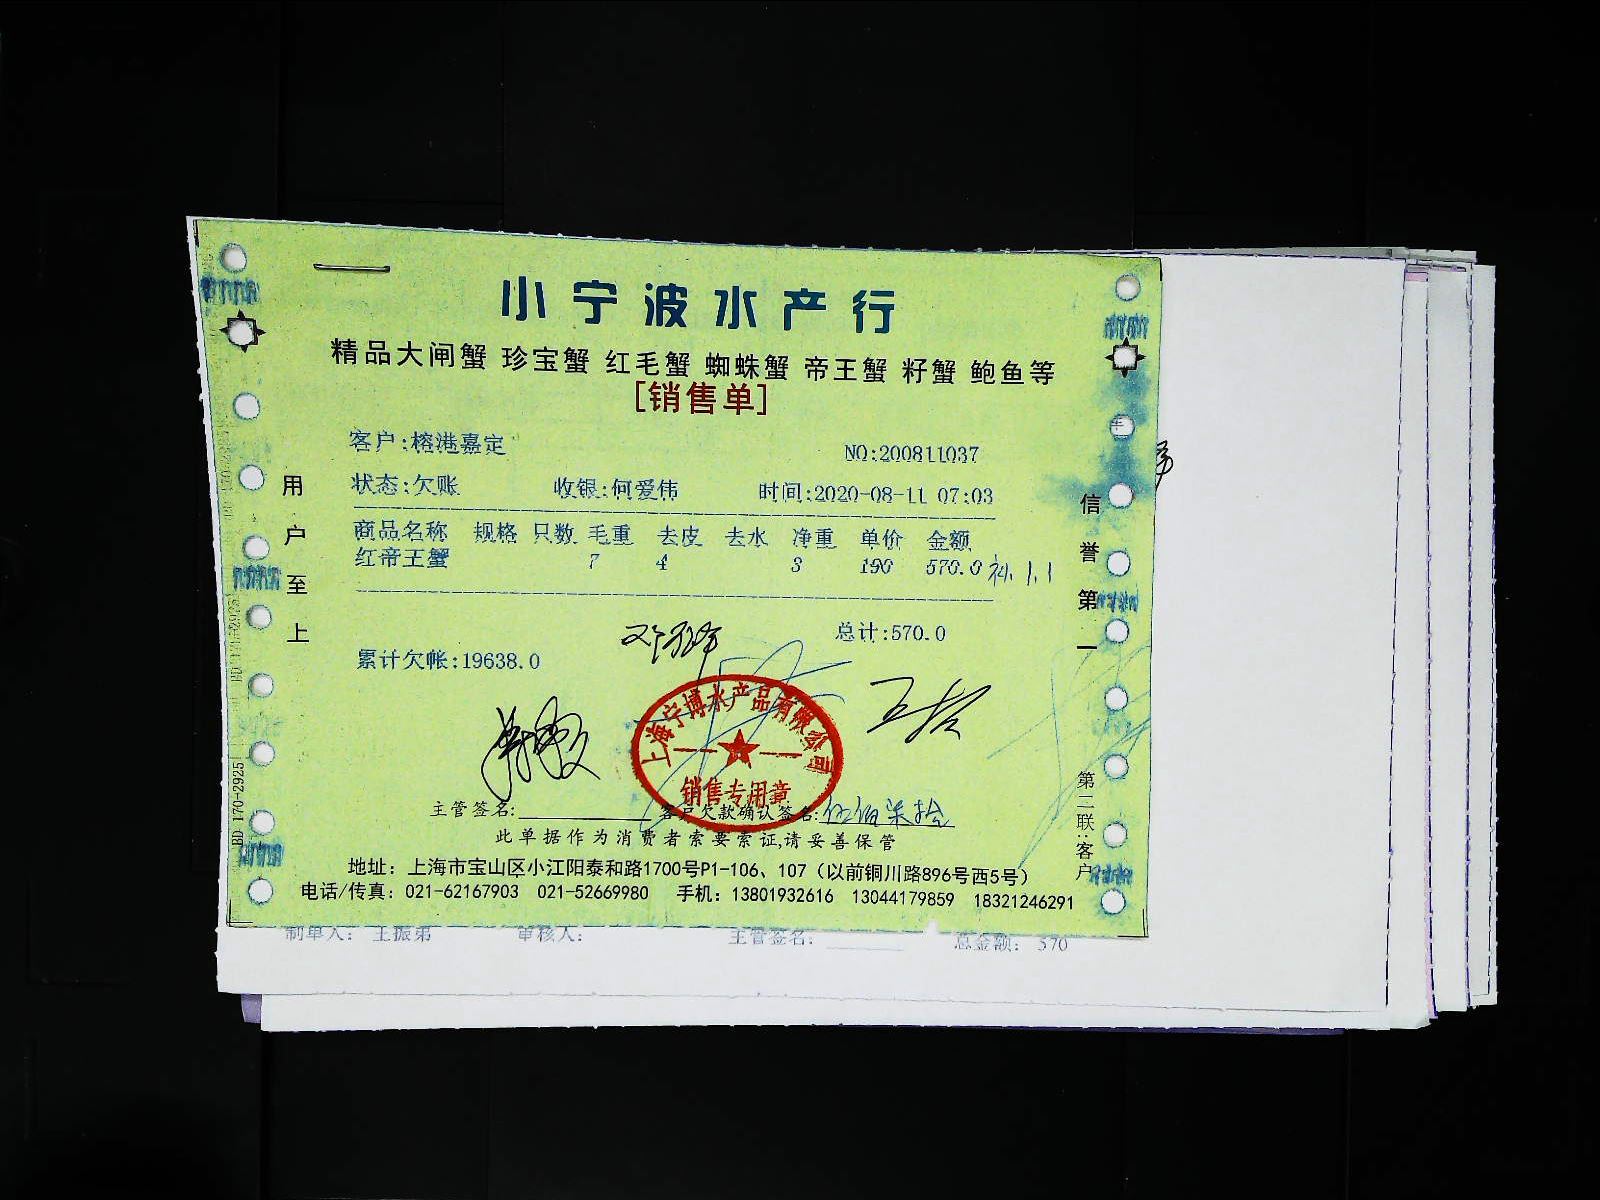 小宁波水产行
精品大闸蟹 珍宝蟹 红毛蟹 蜘蛛蟹 帝王蟹 籽蟹 鲍鱼等
[销售单]
客户:榕港嘉定
NO:200811037
状态:欠账 收银:何爱伟 时间:2020-08-11 07:03
商品名称 规格 只数 毛重 去皮 去水 净重 单价 金额
红帝王蟹 7 4 3 190 570.0
总计:570.0
累计欠帐:19638.0
上海宁博水产品有限公司
销售专用章
主管签名: 客户欠款确认签名:伍佰柒拾
此单据作为消费者索要索证,请妥善保管
地址：上海市宝山区小江阳泰和路1700号P1-106、107（以前铜川路896号西5号）
电话/传真：021-62167903 021-52669980 手机：13801932616 13044179859 18321246291
用户至上
信誉第一
第二联:客户
BD 170-2925
制单人： 王振弟 审核人： 主管签名： 总金额： 570